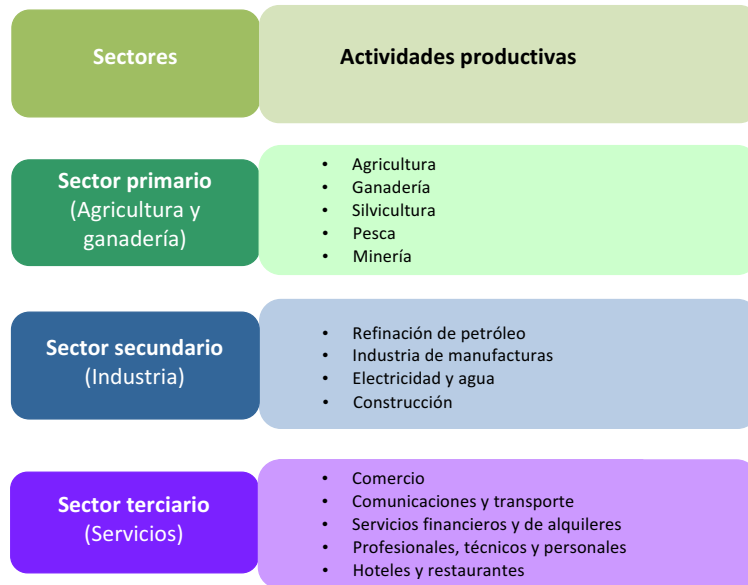 Sectores
Actividades productivas
Sector primario
(Agricultura y
ganadería)
• Agricultura
• Ganadería
• Silvicultura
• Pesca
• Minería
Sector secundario
(Industria)
• Refinación de petróleo
• Industria de manufacturas
• Electricidad y agua
• Construcción
Sector terciario
(Servicios)
• Comercio
• Comunicaciones y transporte
• Servicios financieros y de alquileres
• Profesionales, técnicos y personales
• Hoteles y restaurantes